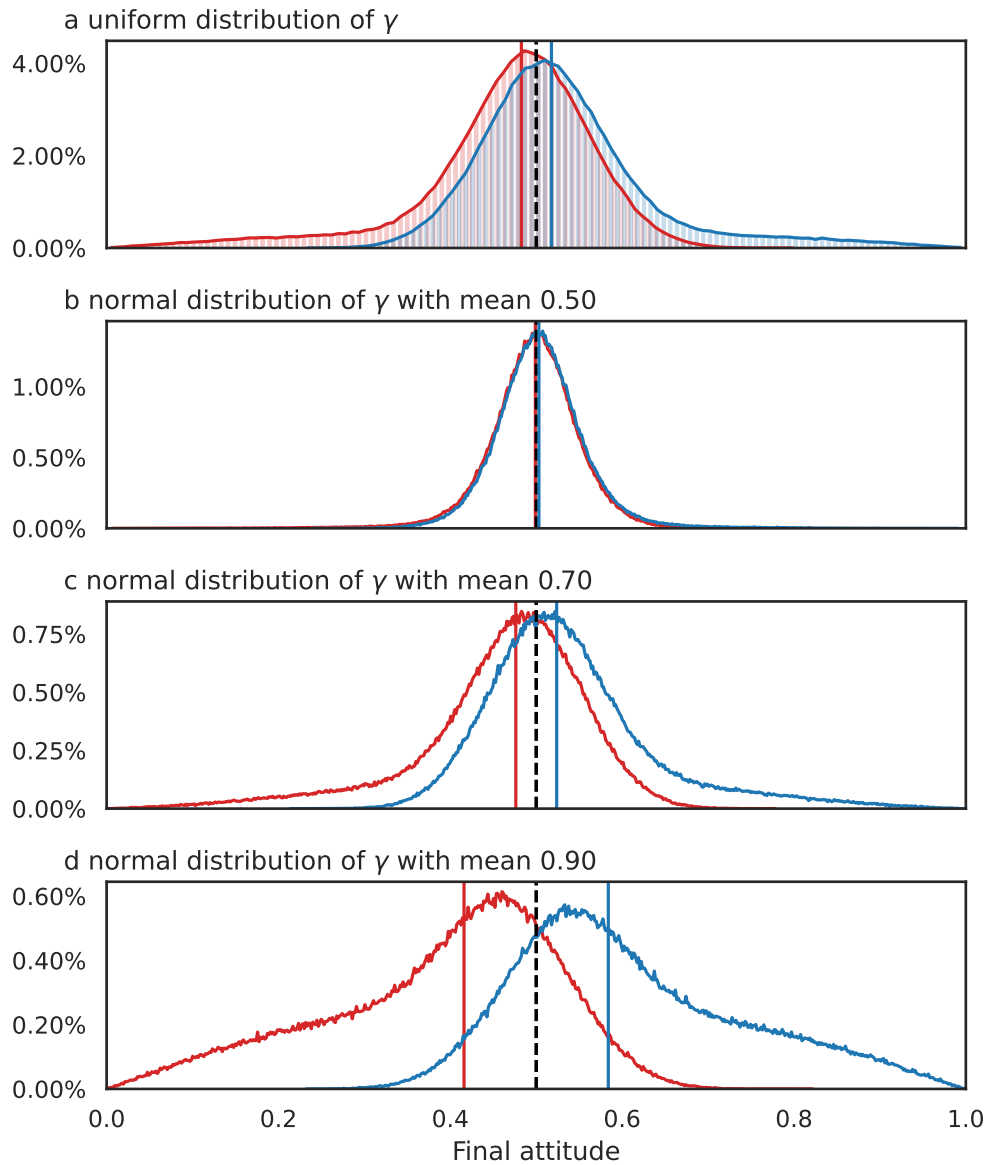 a uniform distribution of γ
4.00%
2.00%
0.00%
b normal distribution of γ with mean 0.50
1.00%
0.50%
0.00%
c normal distribution of γ with mean 0.70
0.75%
0.50%
0.25%
0.00%
d normal distribution of γ with mean 0.90
0.60%
0.40%
0.20%
0.00%
0.0 0.2 0.4 0.6 0.8 1.0
Final attitude